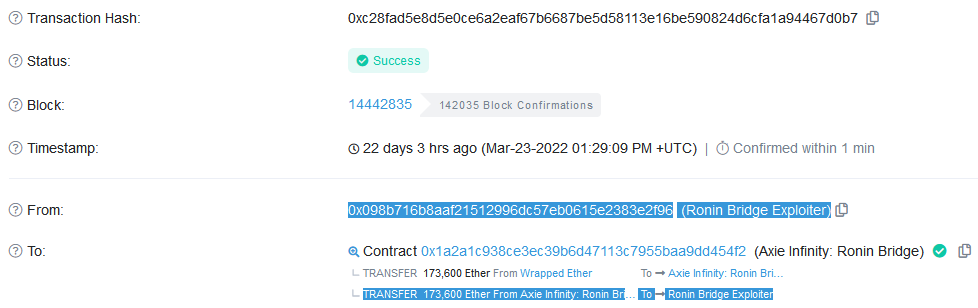 Transaction Hash: 0xc28fad5e8d5e0ce6a2eaf67b6687be5d58113e16be590824d6cfa1a94467d0b7
Status: Success
Block: 14442835 142035 Block Confirmations
Timestamp: 22 days 3 hrs ago (Mar-23-2022 01:29:09 PM +UTC) | Confirmed within 1 min
From: 0x098b716b8aaf21512996dc57eb0615e2383e2f96 (Ronin Bridge Exploiter)
To: Contract 0x1a2a1c938ce3ec39b6d47113c7955baa9dd454f2 (Axie Infinity: Ronin Bridge)
TRANSFER 173,600 Ether From Wrapped Ether To → Axie Infinity: Ronin Bri...
TRANSFER 173,600 Ether From Axie Infinity: Ronin Br... To → Ronin Bridge Exploiter